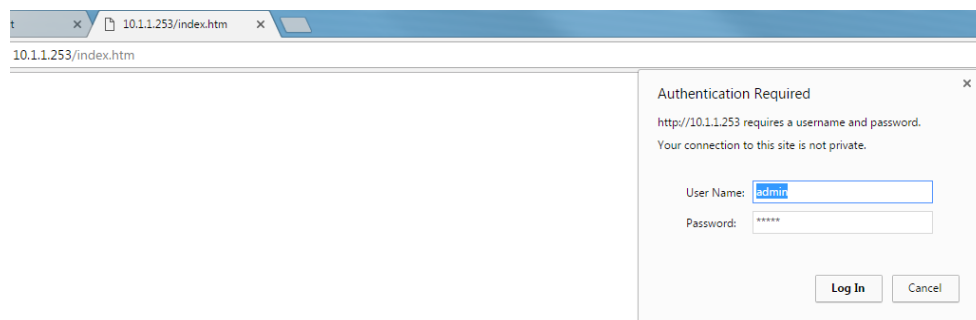 t
10.1.1.253/index.htm
10.1.1.253/index.htm
Authentication Required
http://10.1.1.253 requires a username and password.
Your connection to this site is not private.
User Name: admin
Password: *****
Log In Cancel